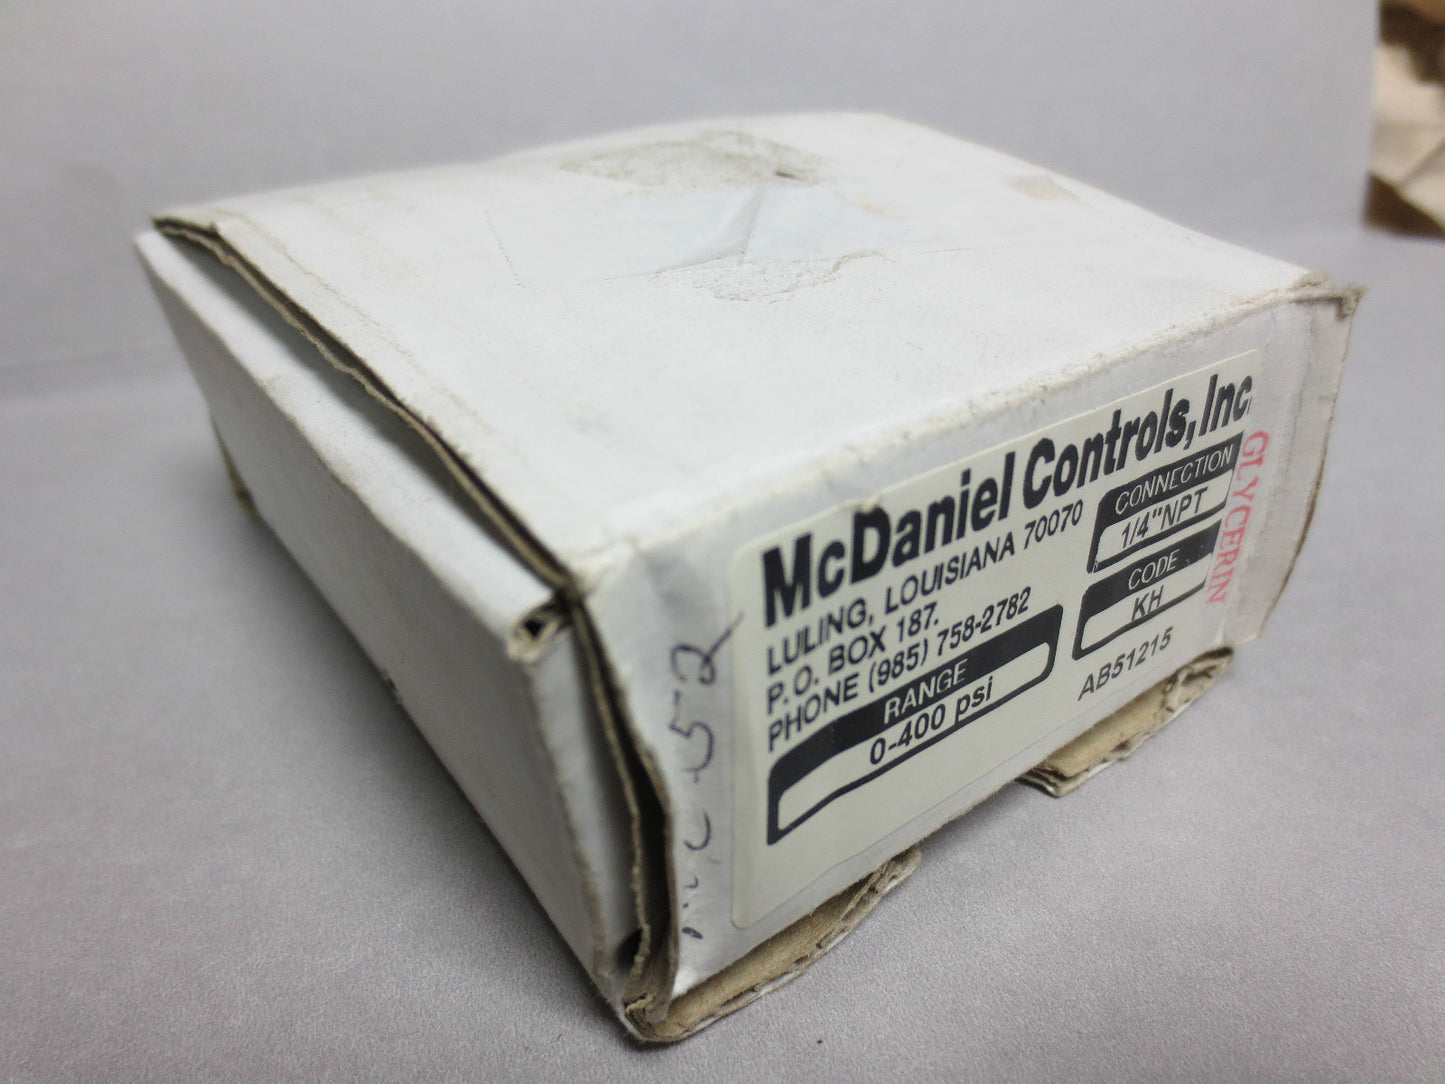 McDaniel Controls, Inc.
LULING, LOUISIANA 70070
P.O. BOX 187.
PHONE (985) 758-2782
RANGE
0-400 psi
CONNECTION
1/4"NPT
CODE
KH
AB51215
GLYCERIN